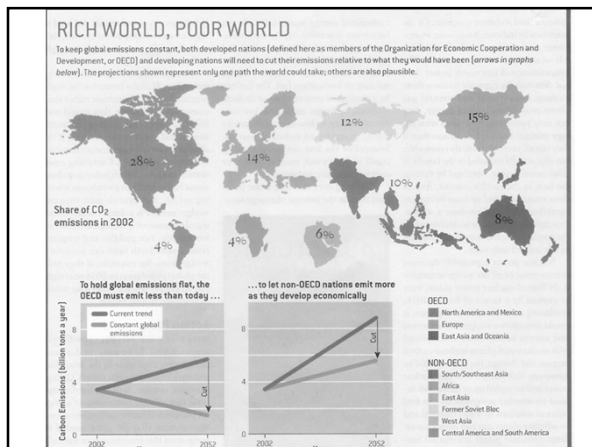 RICH WORLD, POOR WORLD
To keep global emissions constant, both developed nations (defined here as members of the Organization for Economic Cooperation and
Development, or OECD) and developing nations will need to cut their emissions relative to what they would have been (arrows in graphs
below). The projections shown represent only one path the world could take; others are also plausible.
28%
14%
12%
15%
10%
8%
Share of CO2
emissions in 2002
4%
4%
6%
To hold global emissions flat, the
OECD must emit less than today ...
... to let non-OECD nations emit more
as they develop economically
Carbon Emissions (billion tons a year)
8
4
0
Current trend
Constant global
emissions
Cut
2002
2052
8
4
0
Cut
2002
2052
OECD
North America and Mexico
Europe
East Asia and Oceania
NON-OECD
South/Southeast Asia
Africa
East Asia
Former Soviet Bloc
West Asia
Central America and South America